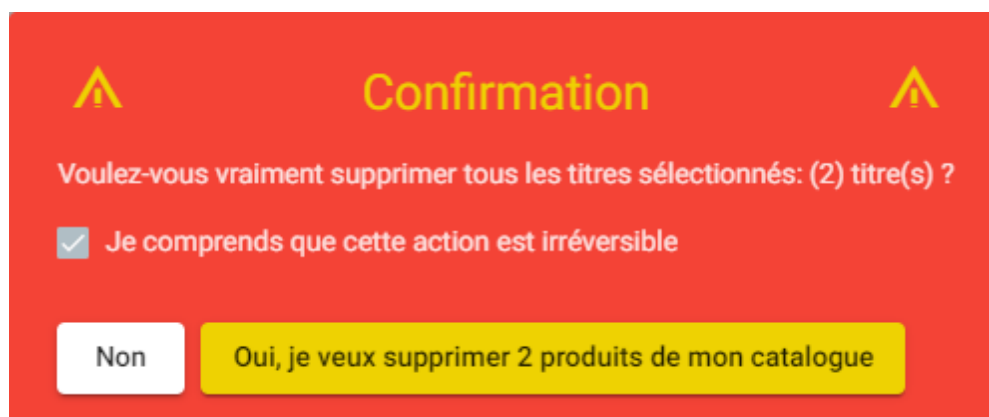 Confirmation
Voulez-vous vraiment supprimer tous les titres sélectionnés: (2) titre(s) ?
Je comprends que cette action est irréversible
Non
Oui, je veux supprimer 2 produits de mon catalogue